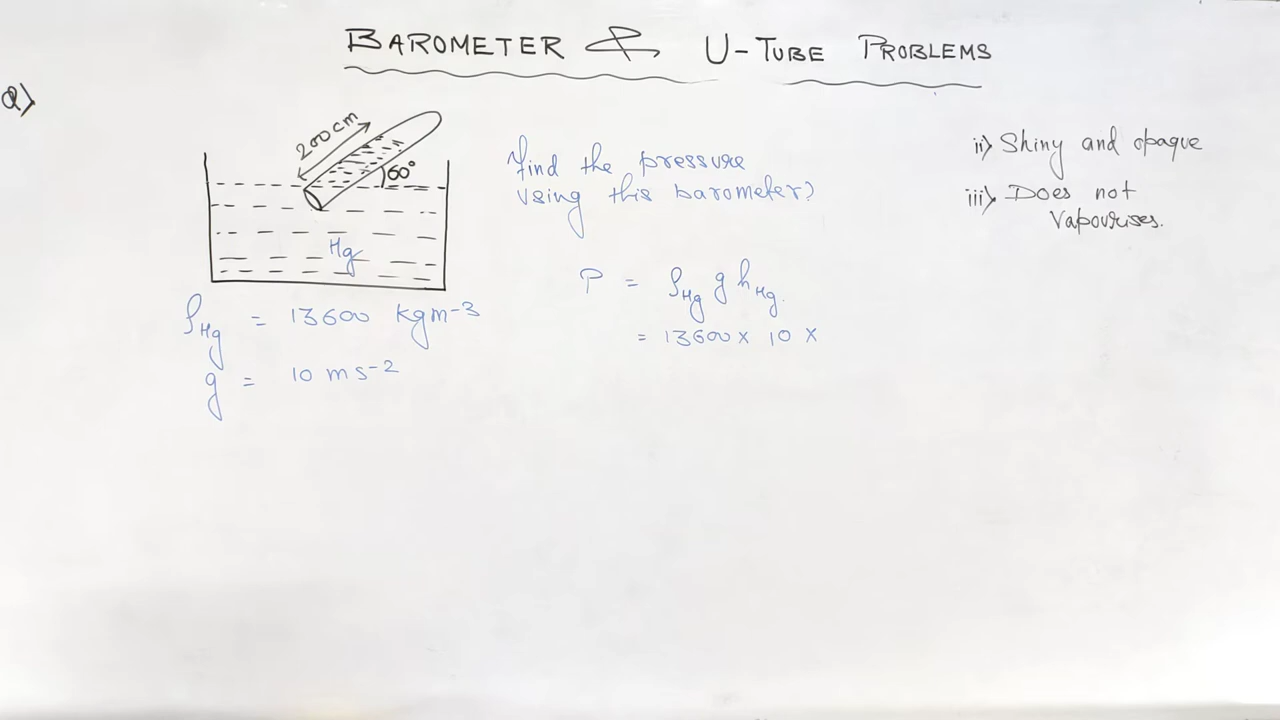 BAROMETER & U-TUBE PROBLEMS
Q)
200cm
60°
Hg
ρHg = 13600 kgm-3
g = 10 ms-2
Find the pressure
using this barometer?
P = ρHg g hHg.
= 13600 x 10 x
ii) Shiny and opaque
iii) Does not
Vapourises.